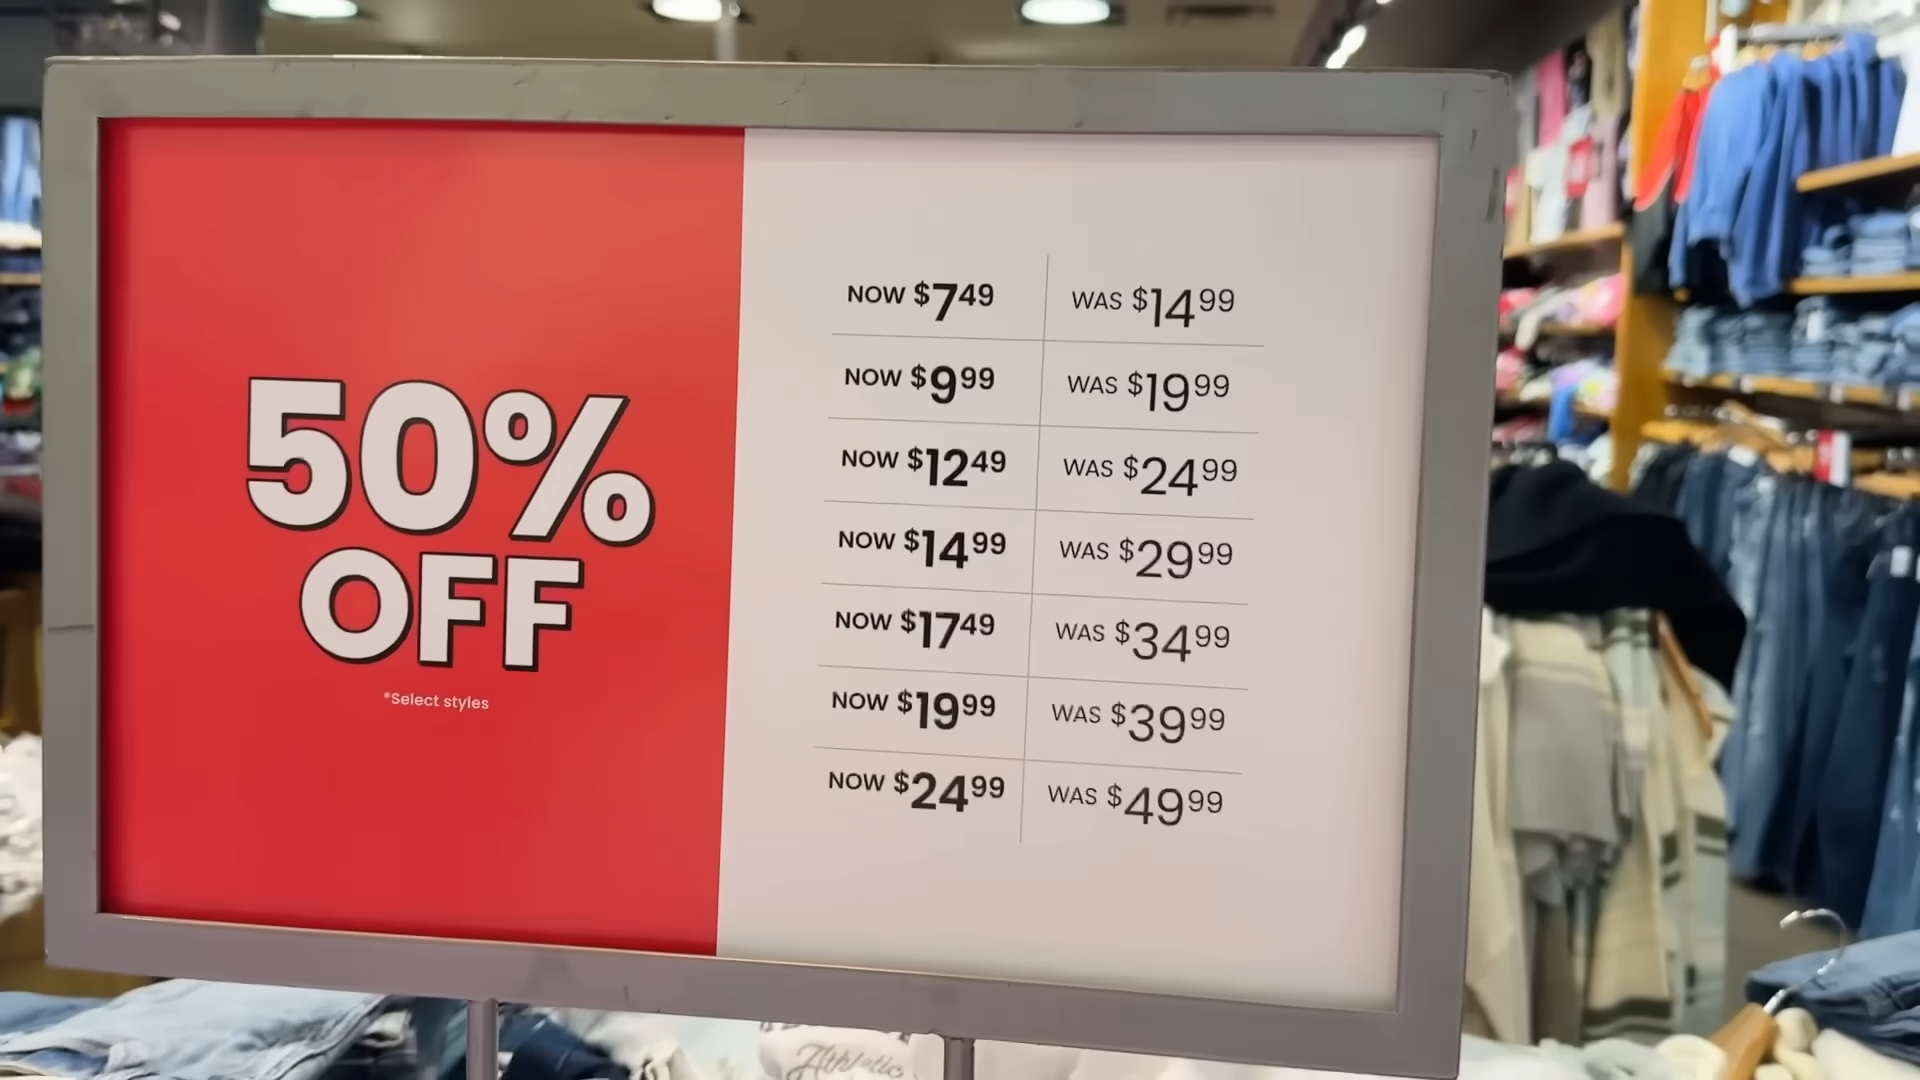 50%
OFF
*Select styles
NOW $7.49 WAS $14.99
NOW $9.99 WAS $19.99
NOW $12.49 WAS $24.99
NOW $14.99 WAS $29.99
NOW $17.49 WAS $34.99
NOW $19.99 WAS $39.99
NOW $24.99 WAS $49.99
Athletic